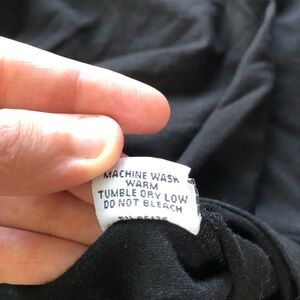 MACHINE WASH
WARM
TUMBLE DRY LOW
DO NOT BLEACH